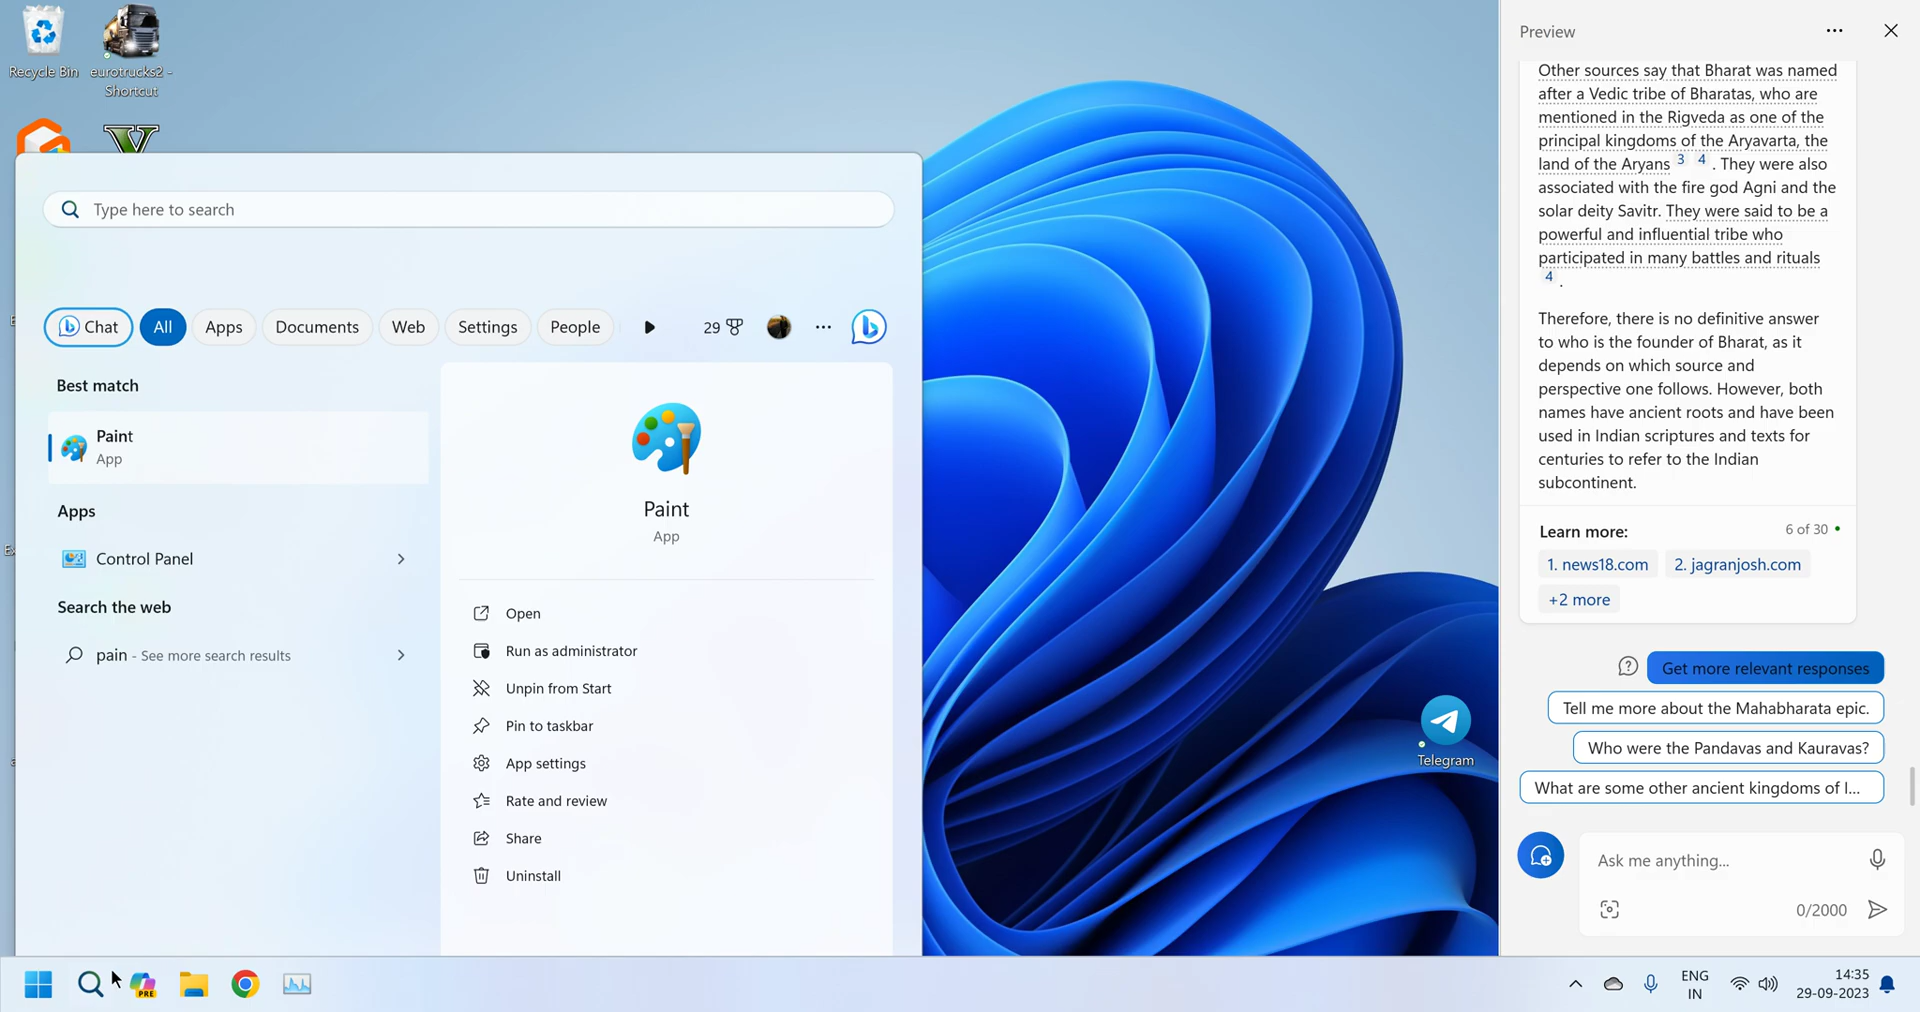 Recycle Bin
eurotrucks2 -
Shortcut
Type here to search
Chat
All
Apps
Documents
Web
Settings
People
29
Best match
Paint
App
Apps
Control Panel
Search the web
pain - See more search results
Paint
App
Open
Run as administrator
Unpin from Start
Pin to taskbar
App settings
Rate and review
Share
Uninstall
Telegram
Preview
Other sources say that Bharat was named
after a Vedic tribe of Bharatas, who are
mentioned in the Rigveda as one of the
principal kingdoms of the Aryavarta, the
land of the Aryans 3 4 . They were also
associated with the fire god Agni and the
solar deity Savitr. They were said to be a
powerful and influential tribe who
participated in many battles and rituals
4 .
Therefore, there is no definitive answer
to who is the founder of Bharat, as it
depends on which source and
perspective one follows. However, both
names have ancient roots and have been
used in Indian scriptures and texts for
centuries to refer to the Indian
subcontinent.
Learn more:
6 of 30
1. news18.com
2. jagranjosh.com
+2 more
Get more relevant responses
Tell me more about the Mahabharata epic.
Who were the Pandavas and Kauravas?
What are some other ancient kingdoms of I...
Ask me anything...
0/2000
PRE
ENG
IN
14:35
29-09-2023